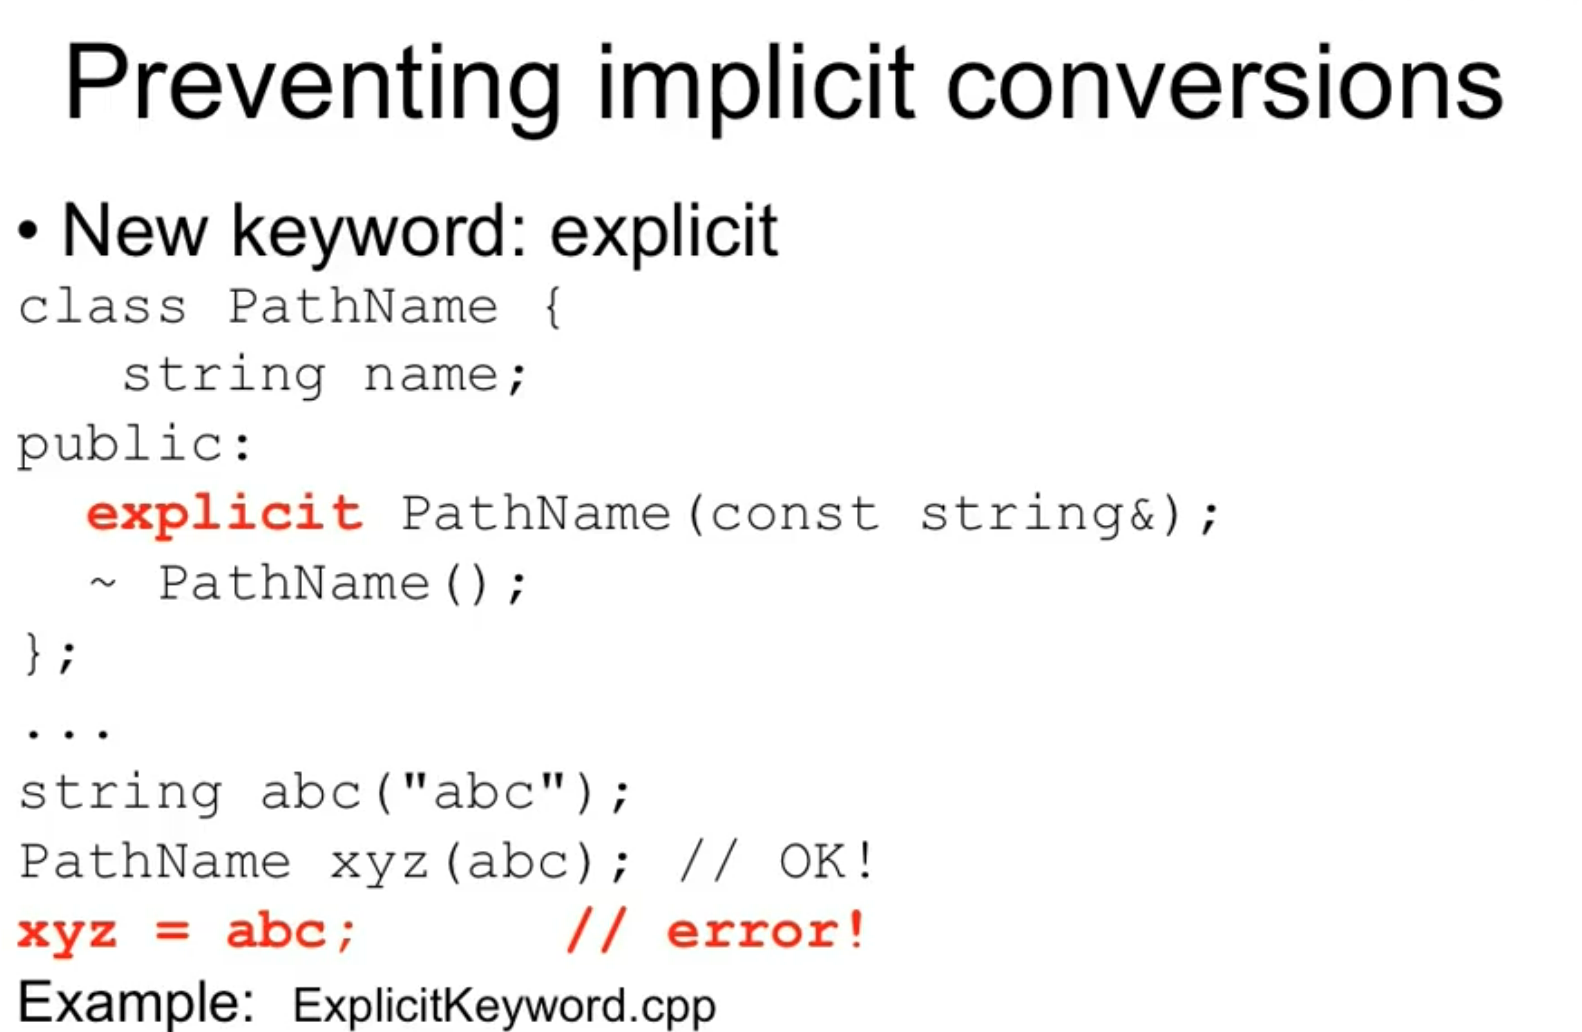 Preventing implicit conversions
• New keyword: explicit
class PathName {
   string name;
public:
  explicit PathName(const string&);
  ~ PathName();
};
...
string abc("abc");
PathName xyz(abc); // OK!
xyz = abc;      // error!
Example:  ExplicitKeyword.cpp